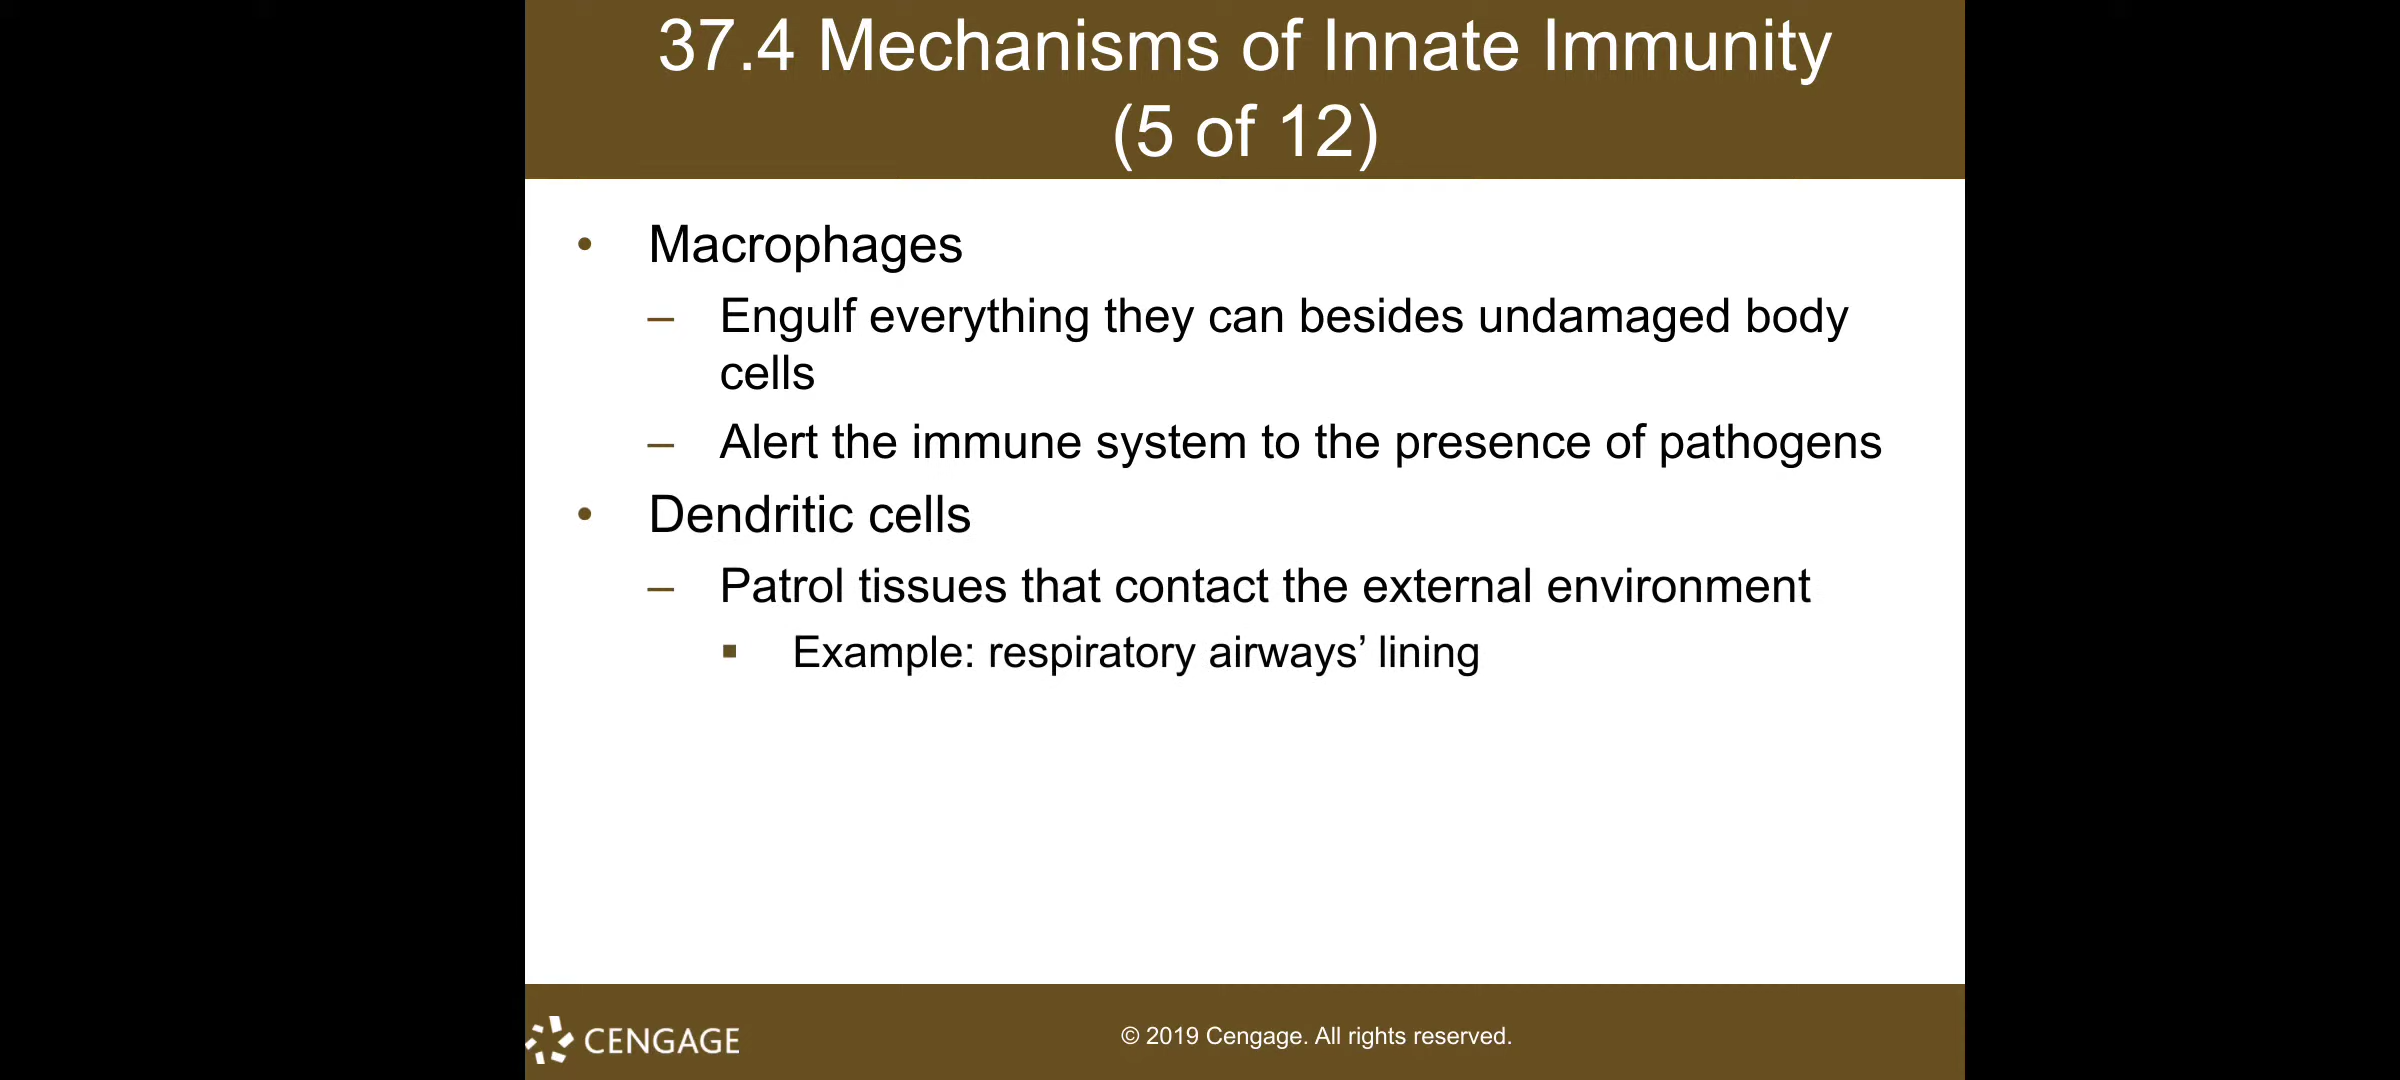 37.4 Mechanisms of Innate Immunity
(5 of 12)
• Macrophages
– Engulf everything they can besides undamaged body
cells
– Alert the immune system to the presence of pathogens
• Dendritic cells
– Patrol tissues that contact the external environment
▪ Example: respiratory airways’ lining
CENGAGE
© 2019 Cengage. All rights reserved.